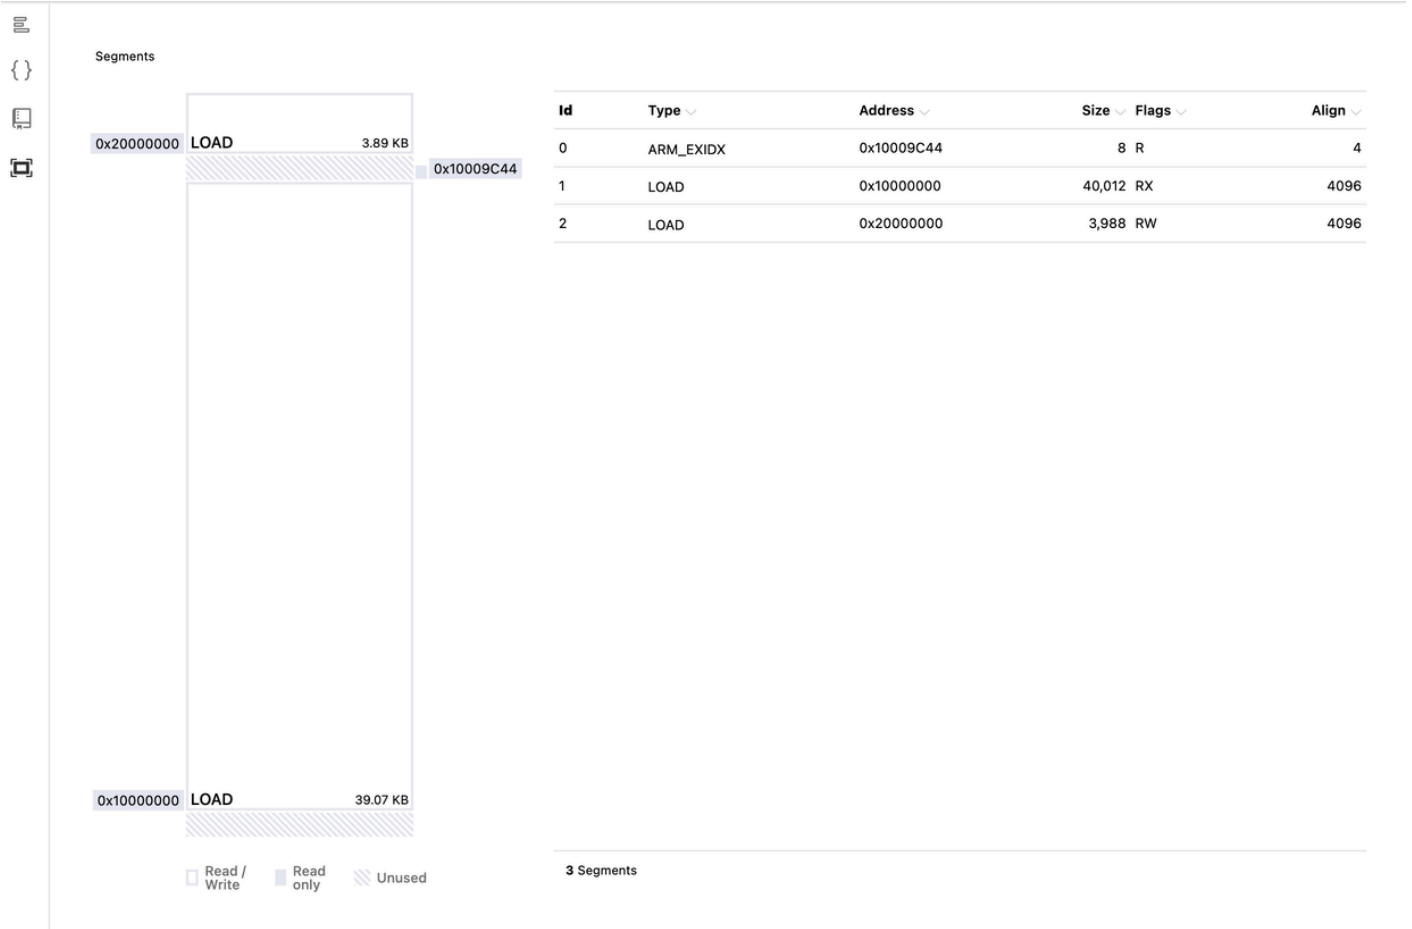 Segments
0x20000000 LOAD 3.89 KB
0x10009C44
0x10000000 LOAD 39.07 KB
Read / Write
Read only
Unused
Id Type Address Size Flags Align
0 ARM_EXIDX 0x10009C44 8 R 4
1 LOAD 0x10000000 40,012 RX 4096
2 LOAD 0x20000000 3,988 RW 4096
3 Segments